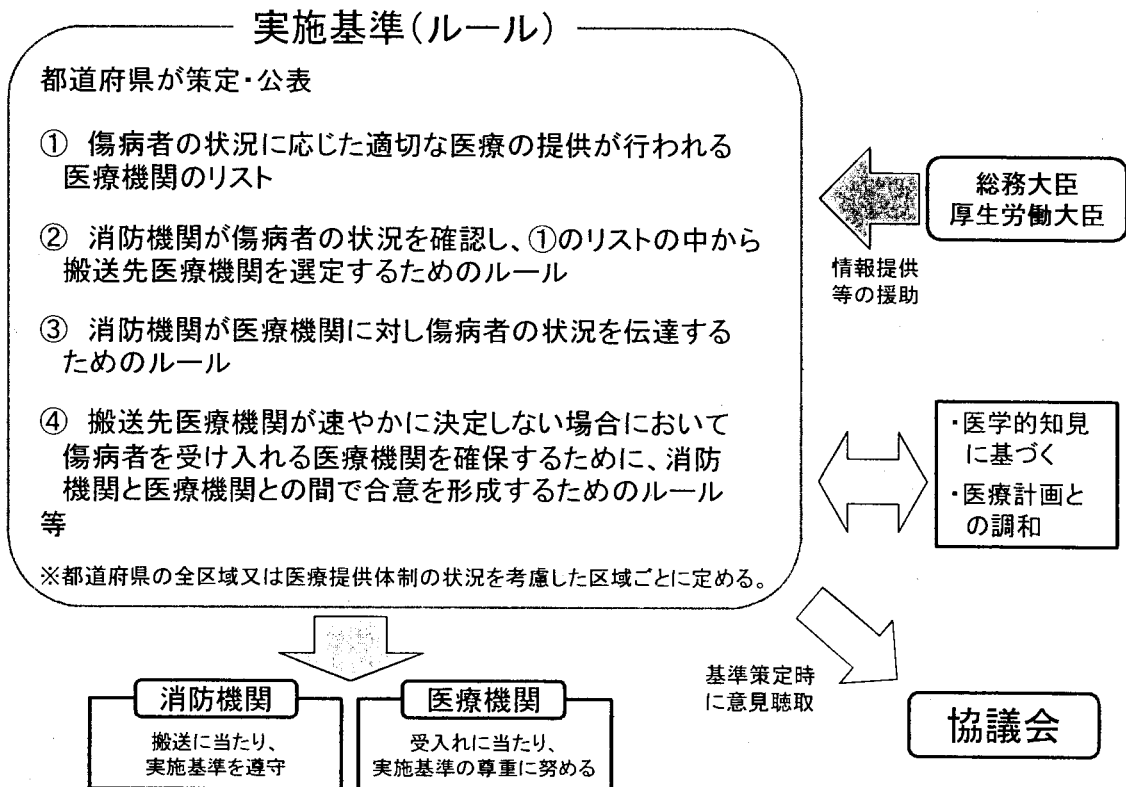 実施基準(ルール)
都道府県が策定・公表
① 傷病者の状況に応じた適切な医療の提供が行われる
医療機関のリスト
② 消防機関が傷病者の状況を確認し、①のリストの中から
搬送先医療機関を選定するためのルール
③ 消防機関が医療機関に対し傷病者の状況を伝達する
ためのルール
④ 搬送先医療機関が速やかに決定しない場合において
傷病者を受け入れる医療機関を確保するために、消防
機関と医療機関との間で合意を形成するためのルール
等
※都道府県の全区域又は医療提供体制の状況を考慮した区域ごとに定める。
総務大臣
厚生労働大臣
情報提供
等の援助
・医学的知見
に基づく
・医療計画と
の調和
基準策定時
に意見聴取
協議会
消防機関
搬送に当たり、
実施基準を遵守
医療機関
受入れに当たり、
実施基準の尊重に努める